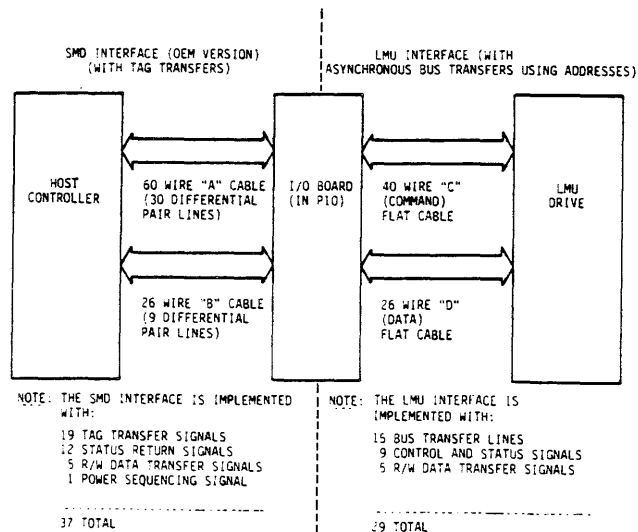 SMD INTERFACE (OEM VERSION)
(WITH TAG TRANSFERS)
LMU INTERFACE (WITH
ASYNCHRONOUS BUS TRANSFERS USING ADDRESSES)
HOST
CONTROLLER
60 WIRE "A" CABLE
(30 DIFFERENTIAL
PAIR LINES)
I/O BOARD
(IN PIO)
40 WIRE "C"
(COMMAND)
FLAT CABLE
LMU
DRIVE
26 WIRE "B" CABLE
(9 DIFFERENTIAL
PAIR LINES)
26 WIRE "D"
(DATA)
FLAT CABLE
NOTE: THE SMD INTERFACE IS IMPLEMENTED
WITH:
19 TAG TRANSFER SIGNALS
12 STATUS RETURN SIGNALS
5 R/W DATA TRANSFER SIGNALS
1 POWER SEQUENCING SIGNAL
37 TOTAL
NOTE: THE LMU INTERFACE IS
IMPLEMENTED WITH:
15 BUS TRANSFER LINES
9 CONTROL AND STATUS SIGNALS
5 R/W DATA TRANSFER SIGNALS
29 TOTAL